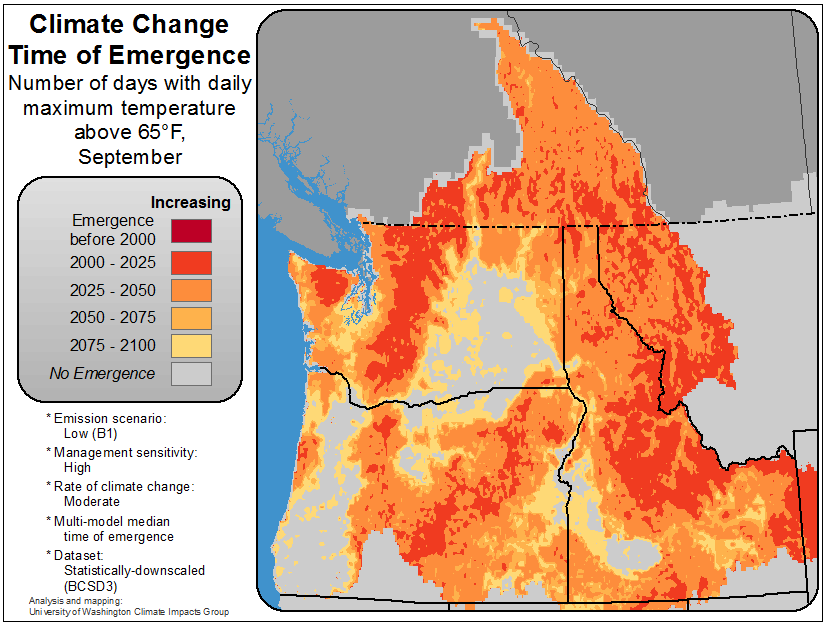 Climate Change
Time of Emergence
Number of days with daily
maximum temperature
above 65°F,
September
Increasing
Emergence
before 2000
2000 - 2025
2025 - 2050
2050 - 2075
2075 - 2100
No Emergence
* Emission scenario:
Low (B1)
* Management sensitivity:
High
* Rate of climate change:
Moderate
* Multi-model median
time of emergence
* Dataset:
Statistically-downscaled
(BCSD3)
Analysis and mapping:
University of Washington Climate Impacts Group